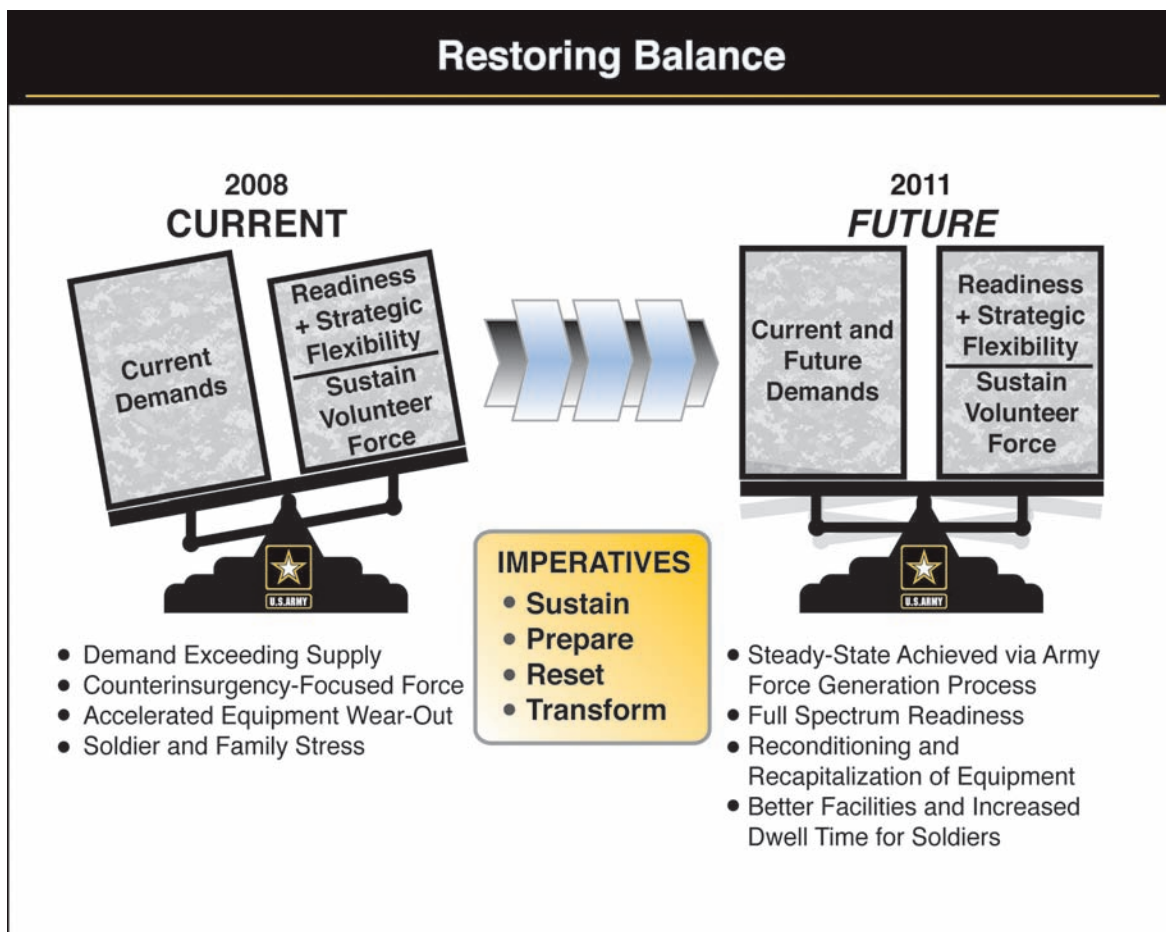 Restoring Balance
2008
CURRENT
Current
Demands
Readiness
+ Strategic
Flexibility
Sustain
Volunteer
Force
U.S.ARMY
• Demand Exceeding Supply
• Counterinsurgency-Focused Force
• Accelerated Equipment Wear-Out
• Soldier and Family Stress
IMPERATIVES
• Sustain
• Prepare
• Reset
• Transform
2011
FUTURE
Current and
Future
Demands
Readiness
+ Strategic
Flexibility
Sustain
Volunteer
Force
U.S.ARMY
• Steady-State Achieved via Army
Force Generation Process
• Full Spectrum Readiness
• Reconditioning and
Recapitalization of Equipment
• Better Facilities and Increased
Dwell Time for Soldiers